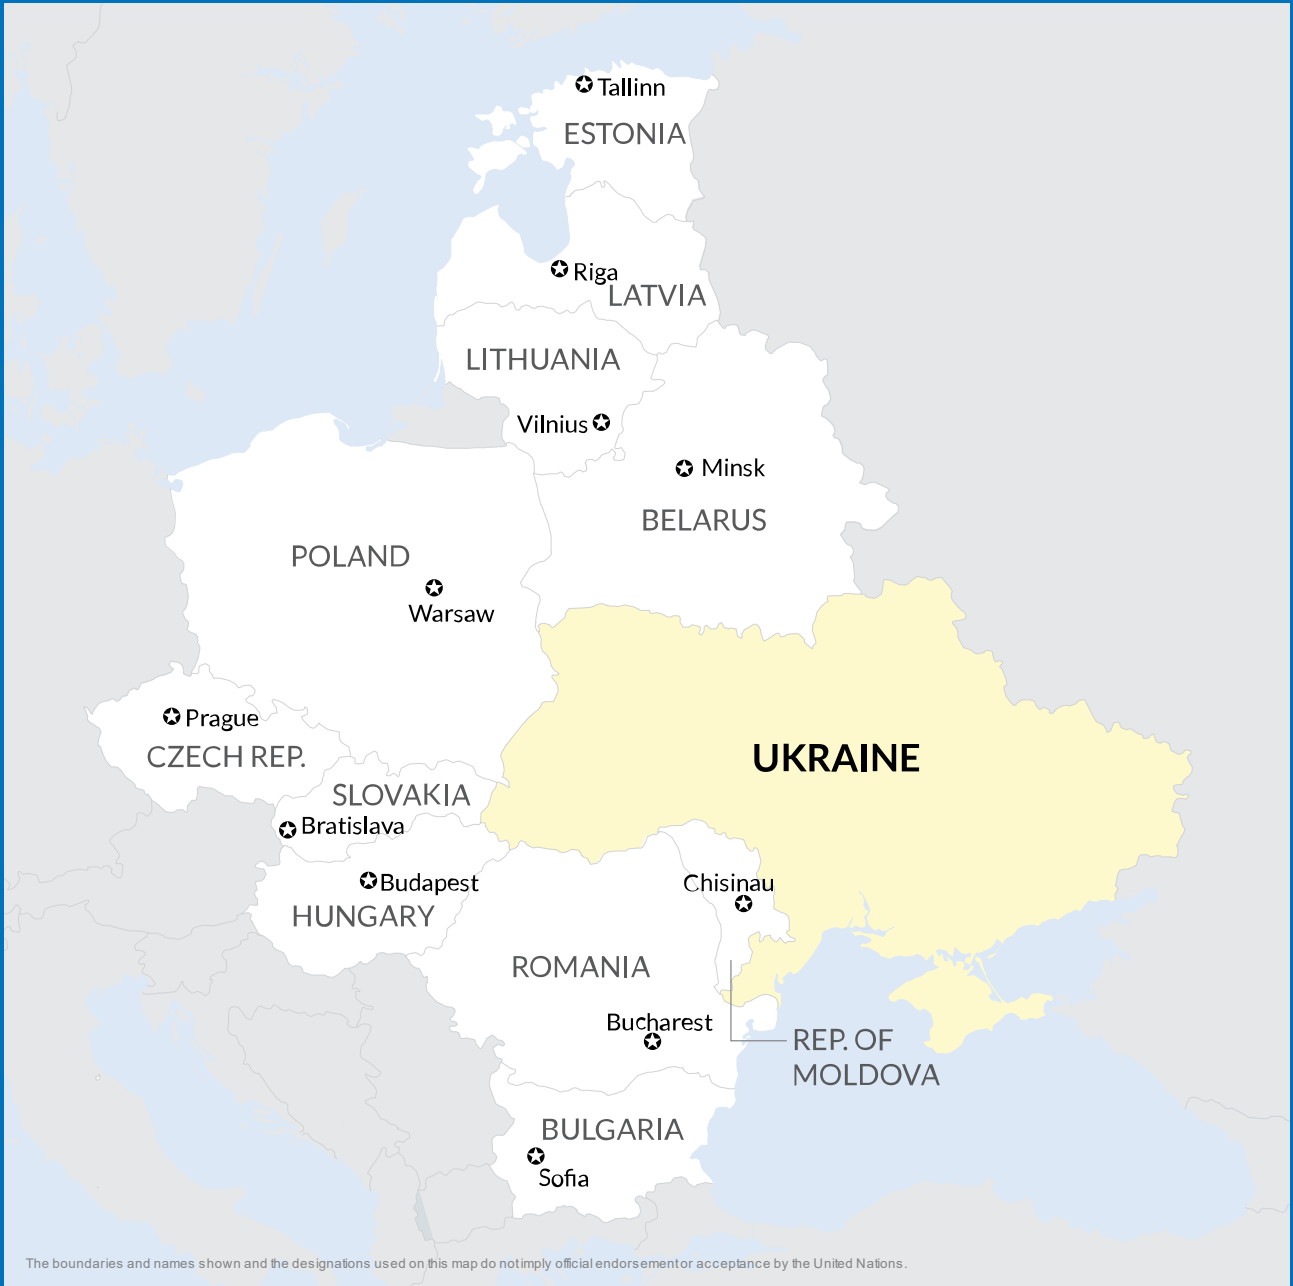 Tallinn
ESTONIA
Riga
LATVIA
LITHUANIA
Vilnius
Minsk
BELARUS
POLAND
Warsaw
Prague
CZECH REP.
UKRAINE
SLOVAKIA
Bratislava
Budapest
HUNGARY
Chisinau
ROMANIA
Bucharest
REP. OF
MOLDOVA
BULGARIA
Sofia
The boundaries and names shown and the designations used on this map do not imply official endorsement or acceptance by the United Nations.